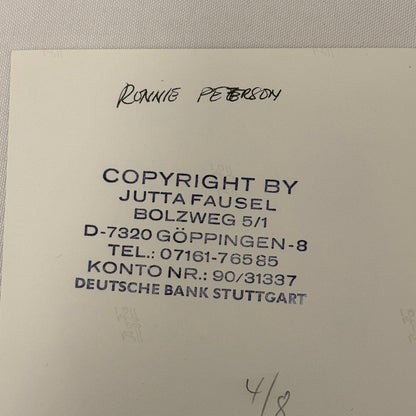 RONNIE PETERSON
COPYRIGHT BY
JUTTA FAUSEL
BOLZWEG 5/1
D-7320 GÖPPINGEN-8
TEL.: 07161-76585
KONTO NR.: 90/31337
DEUTSCHE BANK STUTTGART
4/8